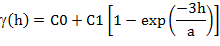 γ(h) = C0 + C1 [1 − exp(−3h/a)]